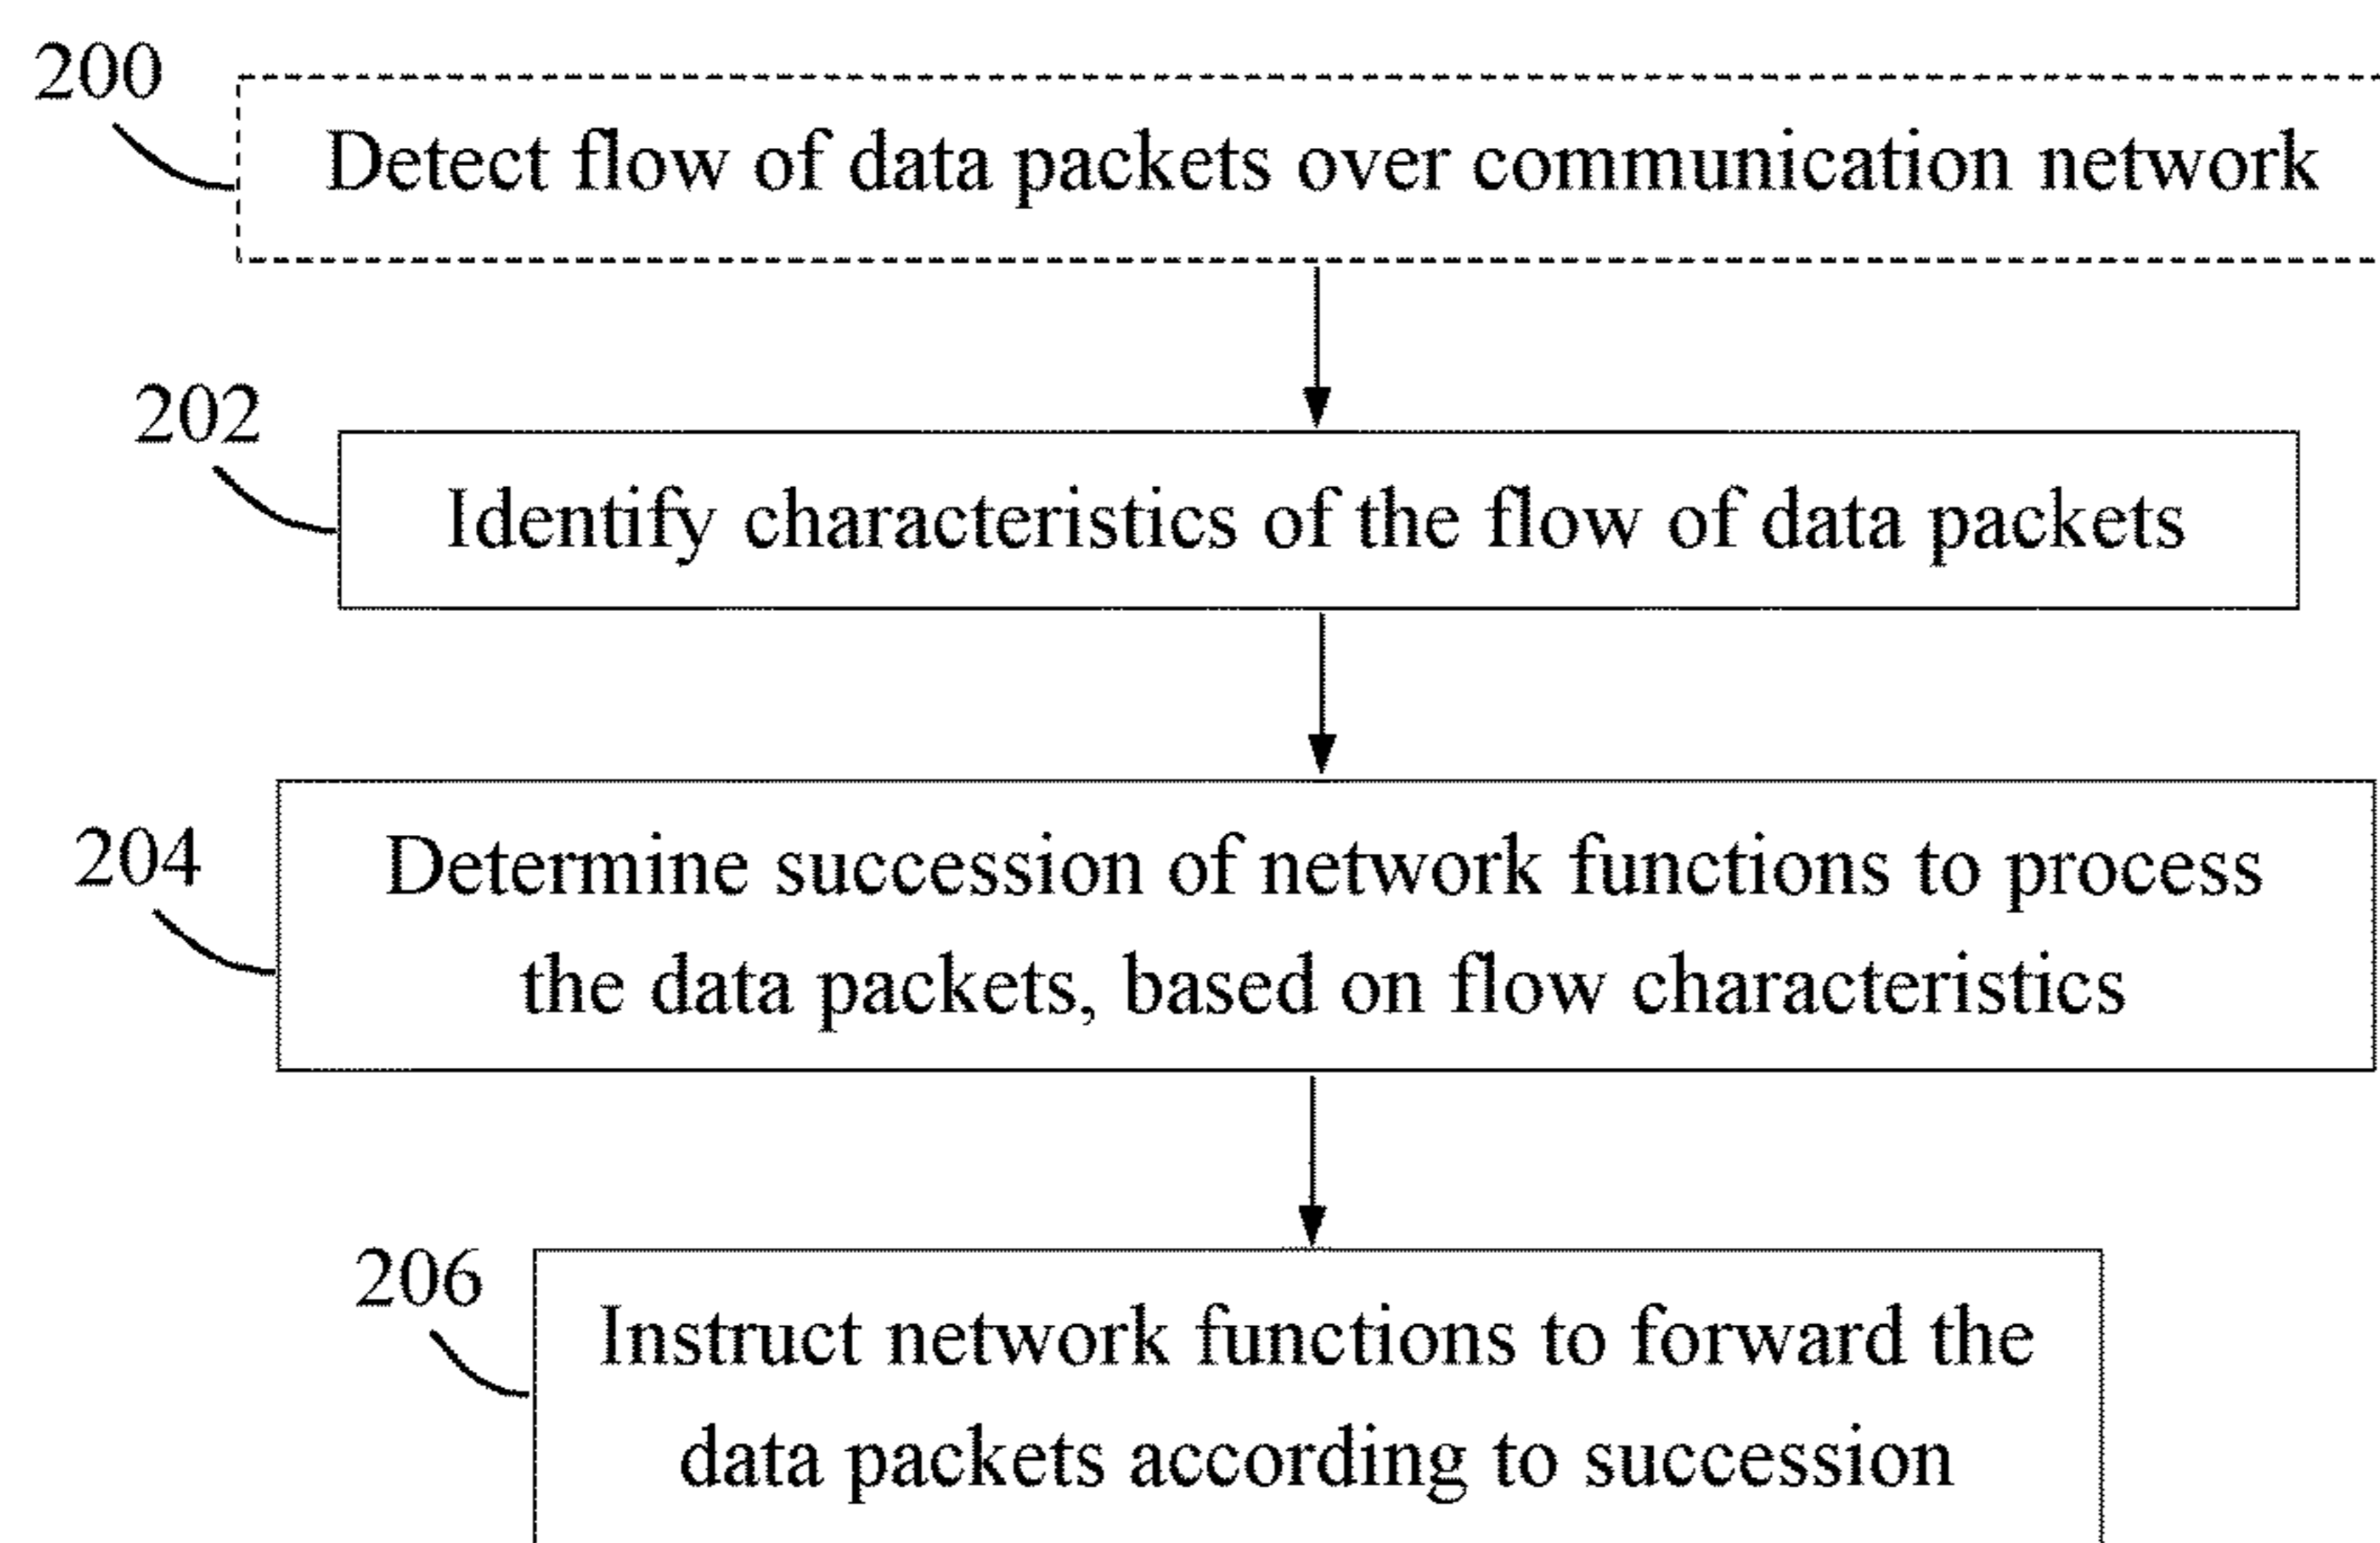 200
Detect flow of data packets over communication network
202
Identify characteristics of the flow of data packets
204
Determine succession of network functions to process
the data packets, based on flow characteristics
206
Instruct network functions to forward the
data packets according to succession